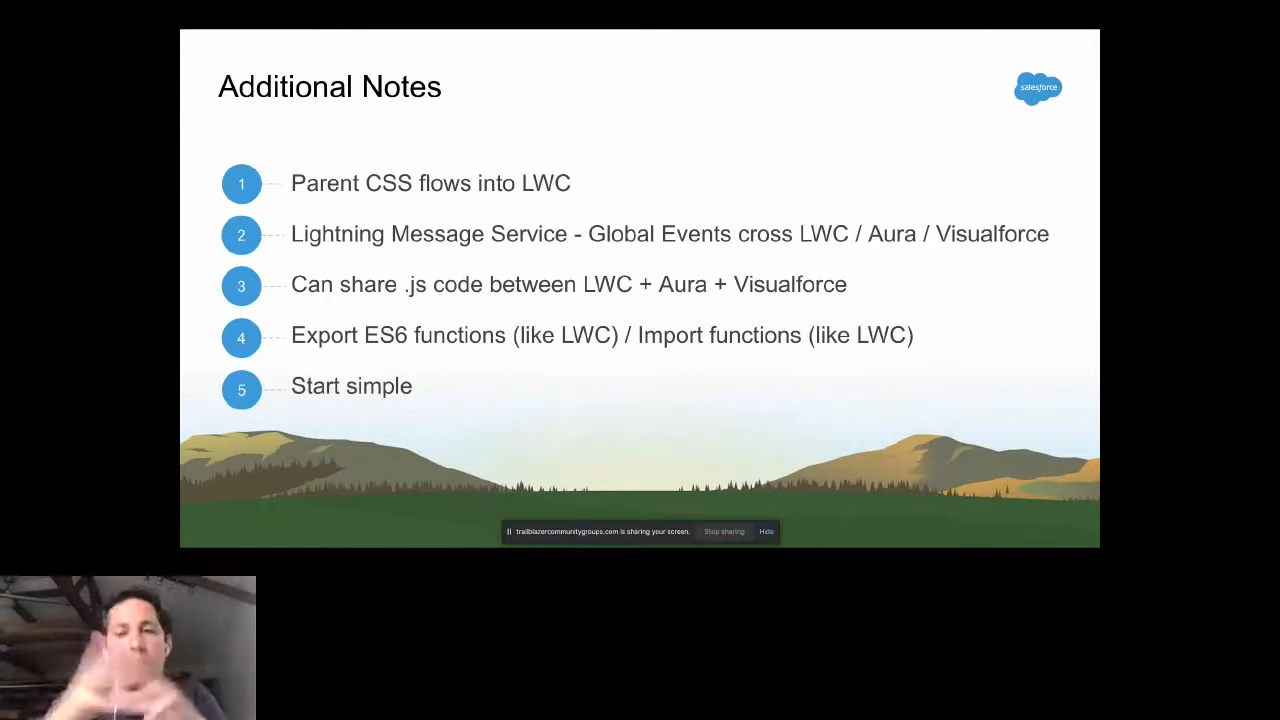 Additional Notes
salesforce
1 Parent CSS flows into LWC
2 Lightning Message Service - Global Events cross LWC / Aura / Visualforce
3 Can share .js code between LWC + Aura + Visualforce
4 Export ES6 functions (like LWC) / Import functions (like LWC)
5 Start simple
trailblazercommunitygroups.com is sharing your screen. Stop sharing Hide